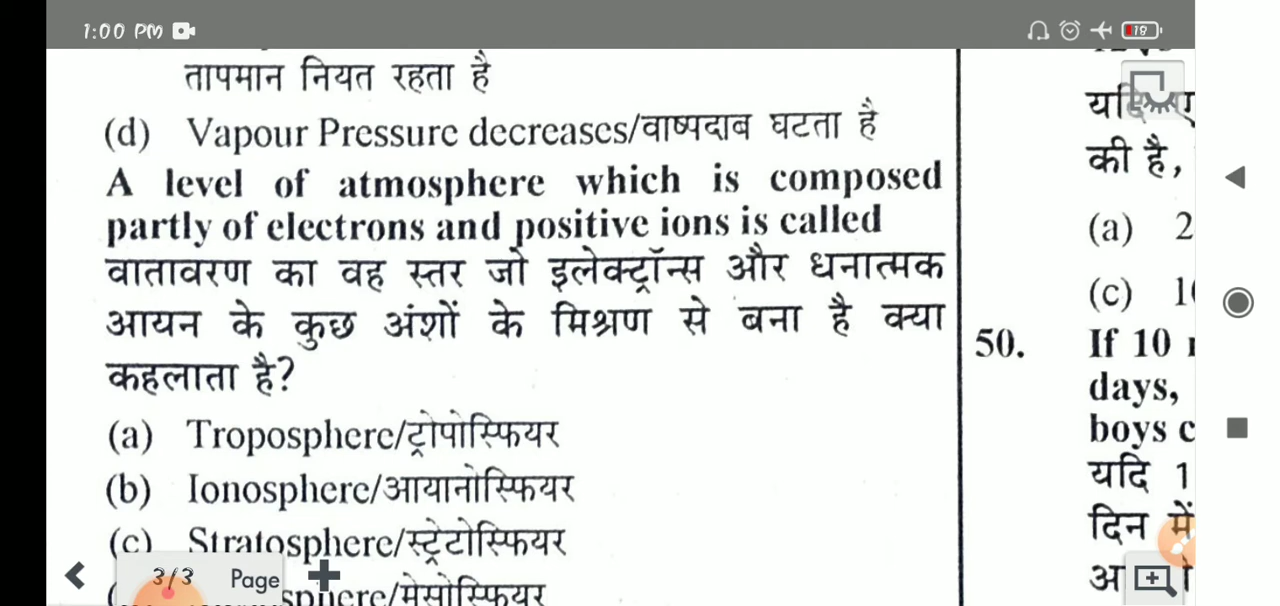 1:00 PM
18
तापमान नियत रहता है
(d) Vapour Pressure decreases/वाष्पदाब घटता है
A level of atmosphere which is composed
partly of electrons and positive ions is called
वातावरण का वह स्तर जो इलेक्ट्रॉन्स और धनात्मक
आयन के कुछ अंशों के मिश्रण से बना है क्या
कहलाता है?
(a) Troposphere/ट्रोपोस्फियर
(b) Ionosphere/आयानोस्फियर
(c) Stratosphere/स्ट्रेटोस्फियर
/मेसोस्फियर
3/3 Page
की है,
(a) 2
(c)
50. If 10
days,
boys c
यदि 1
दिन में